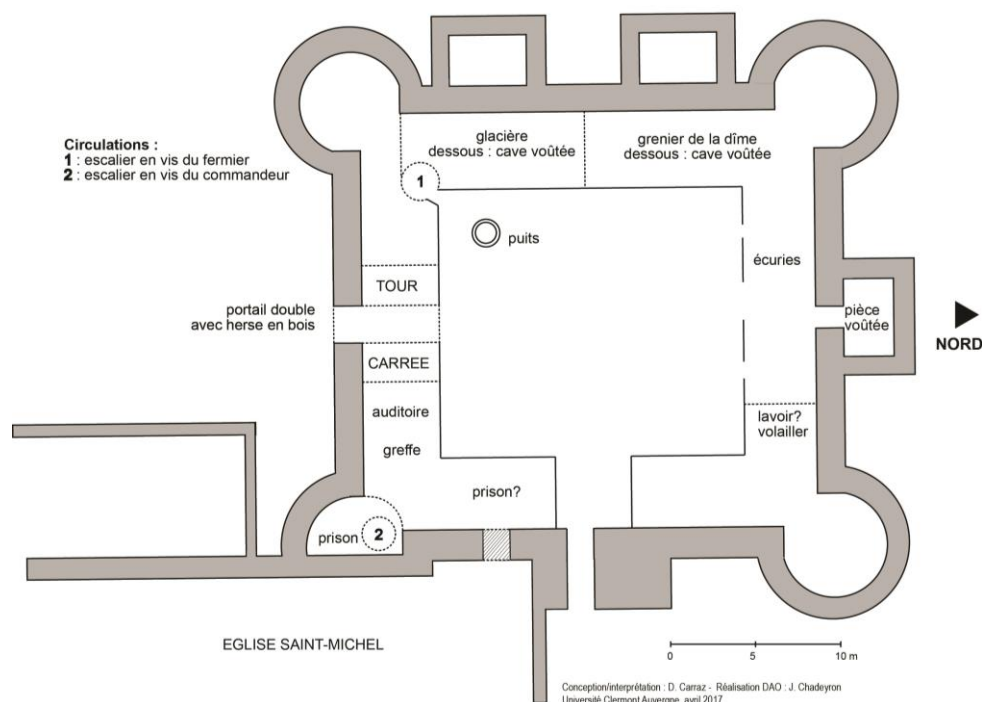 Circulations :
1 : escalier en vis du fermier
2 : escalier en vis du commandeur
glacière
dessous : cave voûtée
grenier de la dîme
dessous : cave voûtée
1
puits
écuries
TOUR
portail double
avec herse en bois
pièce
voûtée
NORD
CARREE
auditoire
greffe
lavoir?
volailler
prison?
prison
2
EGLISE SAINT-MICHEL
0
5
10 m
Conception/interprétation : D. Carraz - Réalisation DAO : J. Chadeyron
Université Clermont Auvergne, avril 2017